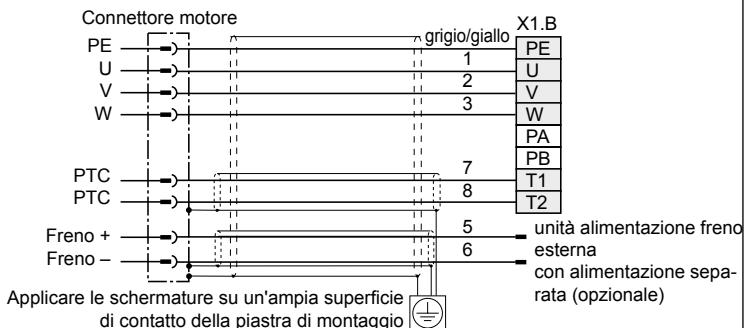 Connettore motore
X1.B
PE grigio/giallo PE
U 1 U
V 2 V
W 3 W
PA
PB
PTC 7 T1
PTC 8 T2
Freno + 5 unità alimentazione freno
Freno – 6 esterna
con alimentazione sepa-
rata (opzionale)
Applicare le schermature su un'ampia superficie
di contatto della piastra di montaggio